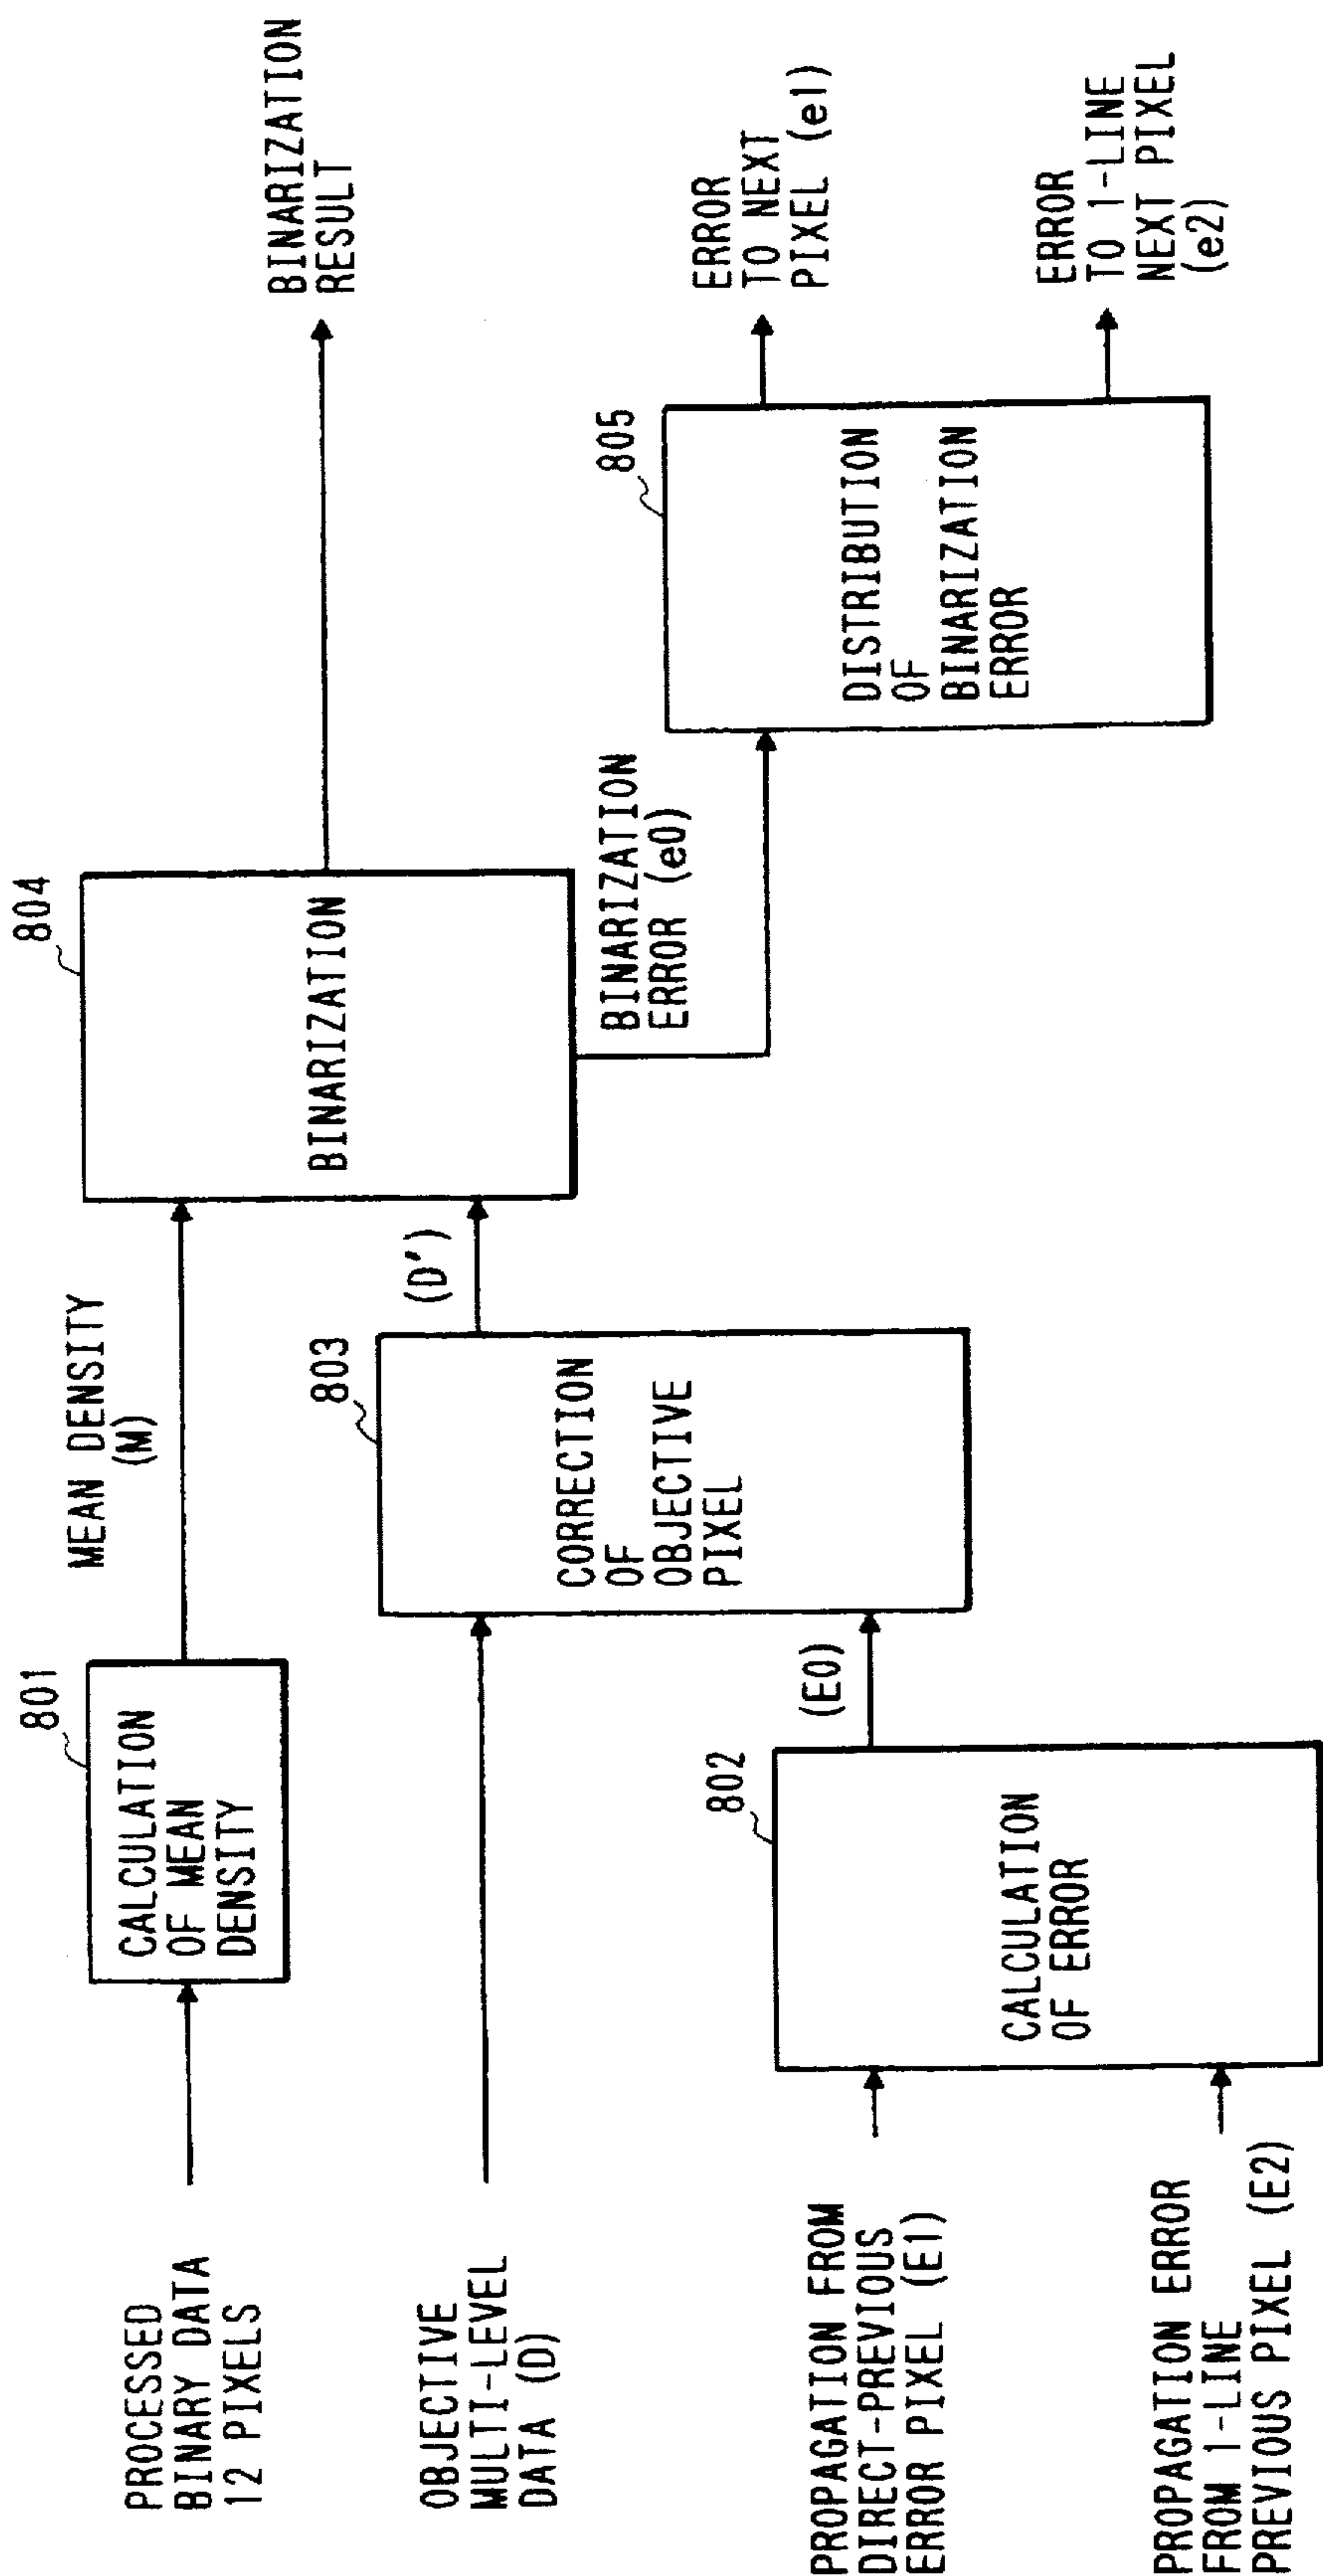 PROCESSED
BINARY DATA
12 PIXELS
801
CALCULATION
OF MEAN
DENSITY
MEAN DENSITY
(M)
804
BINARIZATION
BINARIZATION
RESULT
OBJECTIVE
MULTI-LEVEL
DATA (D)
803
CORRECTION
OF
OBJECTIVE
PIXEL
(D')
BINARIZATION
ERROR (e0)
805
DISTRIBUTION
OF
BINARIZATION
ERROR
ERROR
TO NEXT
PIXEL (e1)
ERROR
TO 1-LINE
NEXT PIXEL
(e2)
PROPAGATION FROM
DIRECT-PREVIOUS
ERROR PIXEL (E1)
PROPAGATION ERROR
FROM 1-LINE
PREVIOUS PIXEL (E2)
802
CALCULATION
OF ERROR
(E0)